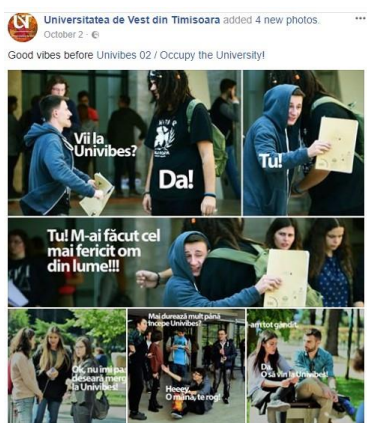 Universitatea de Vest din Timisoara added 4 new photos.
October 2
Good vibes before Univibes 02 / Occupy the University!
Vii la
Univibes?
Da!
Tu!
Tu! M-ai făcut cel
mai fericit om
din lume!!!
Ok, nu îmi pasă
deseară merg
la Univibes!
Mai durează mult până
începe Univibes?
Heeey,
O mână, te rog!
I-am tot gândit.
Da.
O să vin la Univibes!